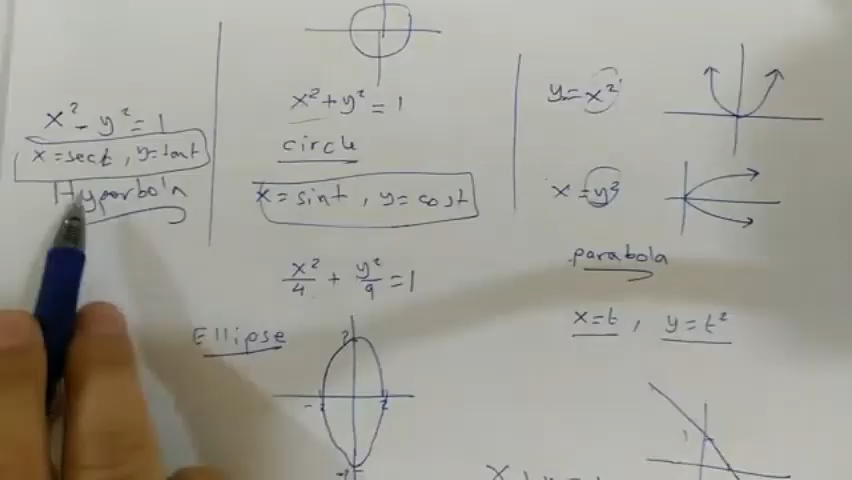 x² - y² = 1
x = sect, y = tant
Hyperbola
x² + y² = 1
circle
x = sint, y = cost
x²/4 + y²/9 = 1
Ellipse
y = x²
x = y²
parabola
x = t, y = t²
1